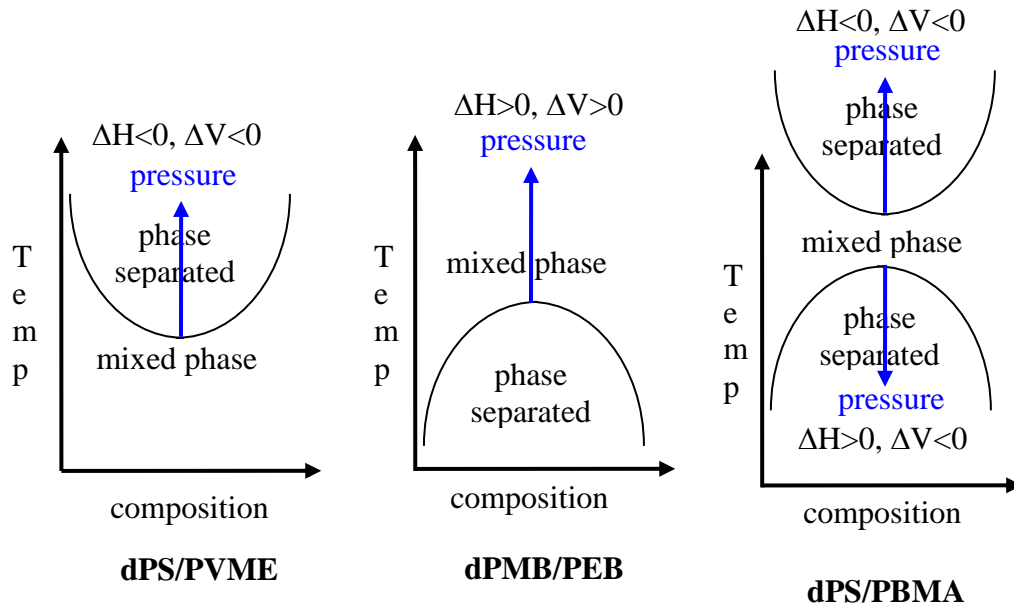 ΔH<0, ΔV<0
pressure
phase
separated
mixed phase
T
e
m
p
composition
dPS/PVME
ΔH>0, ΔV>0
pressure
mixed phase
phase
separated
T
e
m
p
composition
dPMB/PEB
ΔH<0, ΔV<0
pressure
phase
separated
mixed phase
phase
separated
pressure
ΔH>0, ΔV<0
T
e
m
p
composition
dPS/PBMA